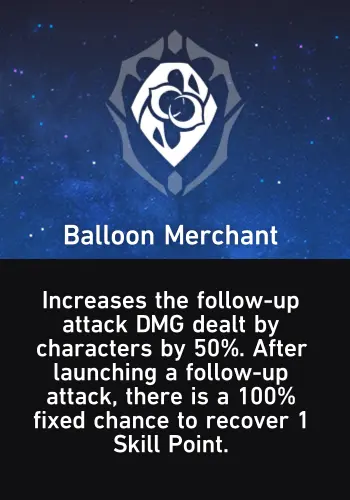 Balloon Merchant
Increases the follow-up
attack DMG dealt by
characters by 50%. After
launching a follow-up
attack, there is a 100%
fixed chance to recover 1
Skill Point.